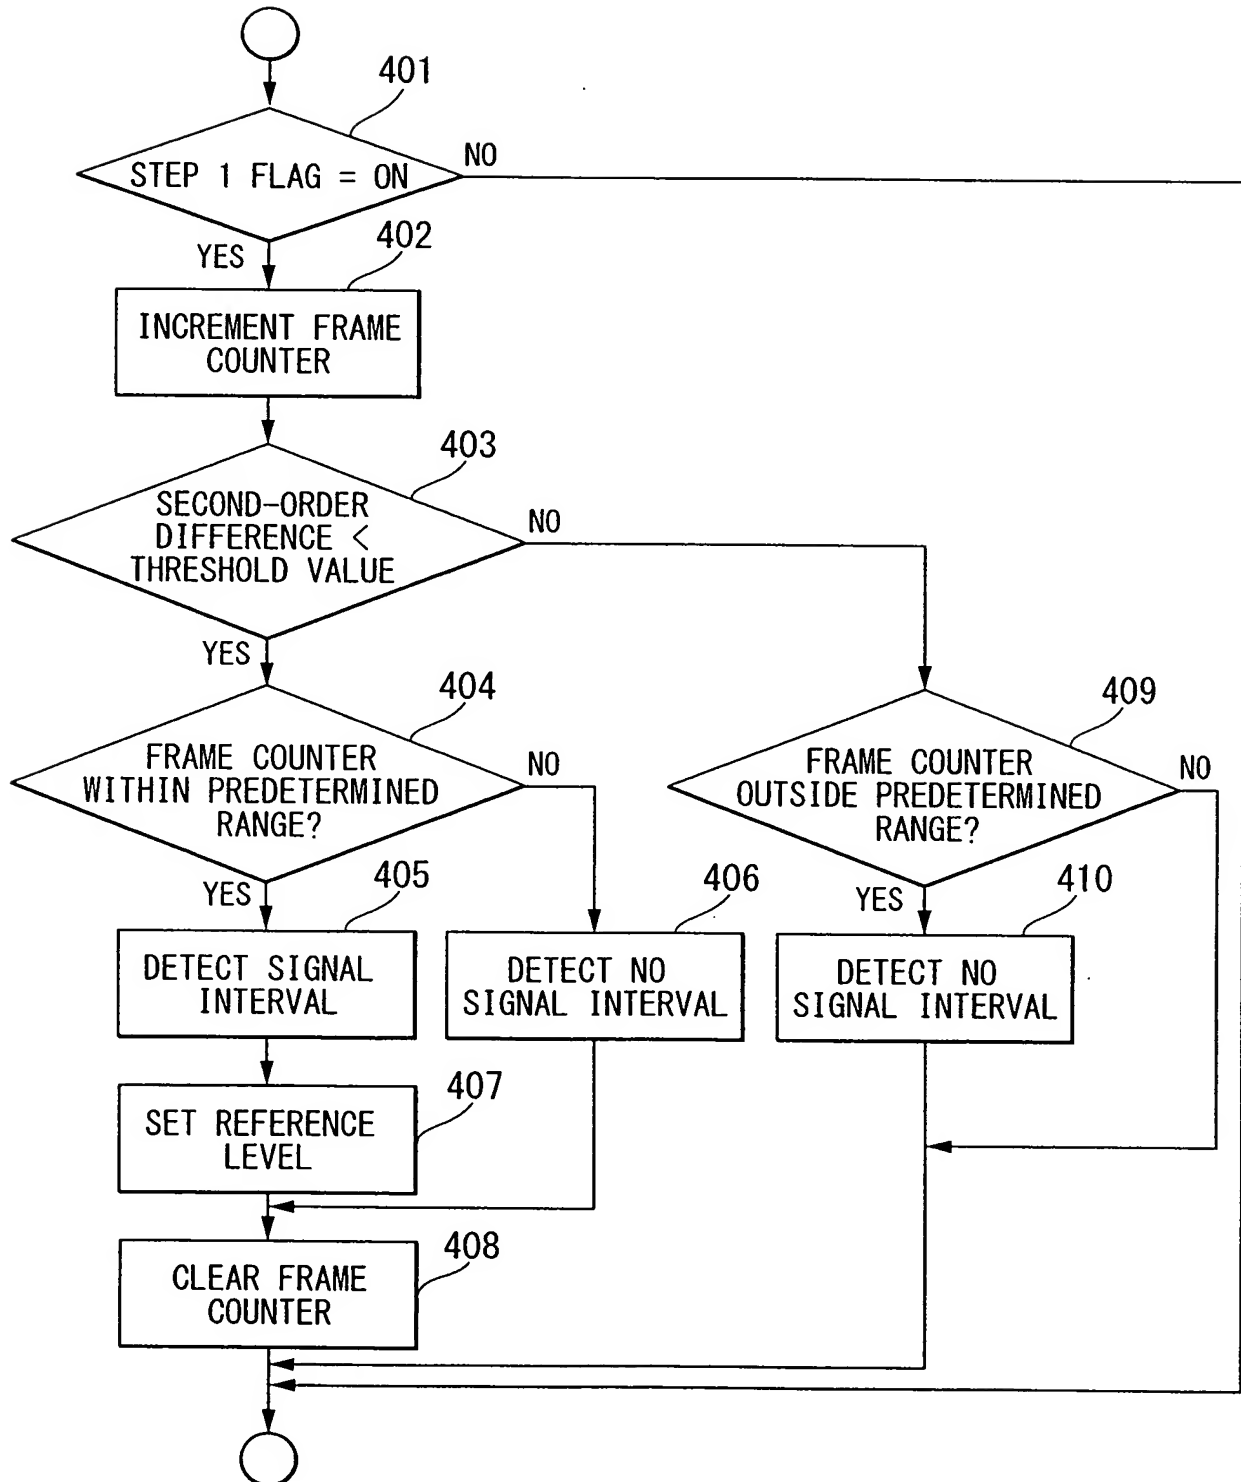 401
STEP 1 FLAG = ON
NO
YES
402
INCREMENT FRAME
COUNTER
403
SECOND-ORDER
DIFFERENCE <
THRESHOLD VALUE
NO
YES
404
FRAME COUNTER
WITHIN PREDETERMINED
RANGE?
NO
YES
409
FRAME COUNTER
OUTSIDE PREDETERMINED
RANGE?
NO
YES
405
DETECT SIGNAL
INTERVAL
406
DETECT NO
SIGNAL INTERVAL
410
DETECT NO
SIGNAL INTERVAL
407
SET REFERENCE
LEVEL
408
CLEAR FRAME
COUNTER